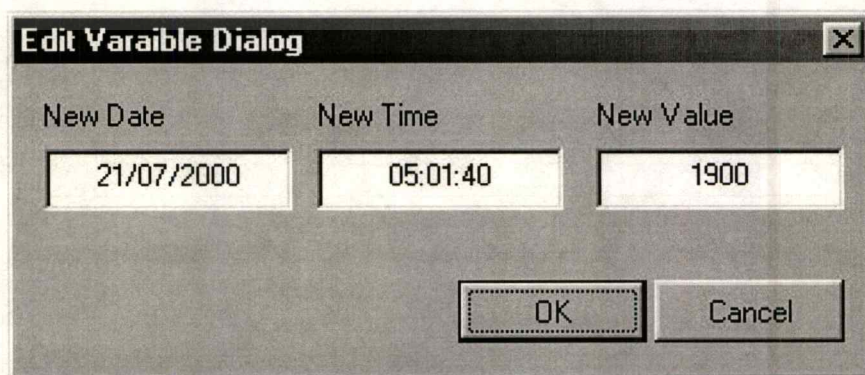 Edit Varaible Dialog
New Date New Time New Value
21/07/2000 05:01:40 1900
OK Cancel